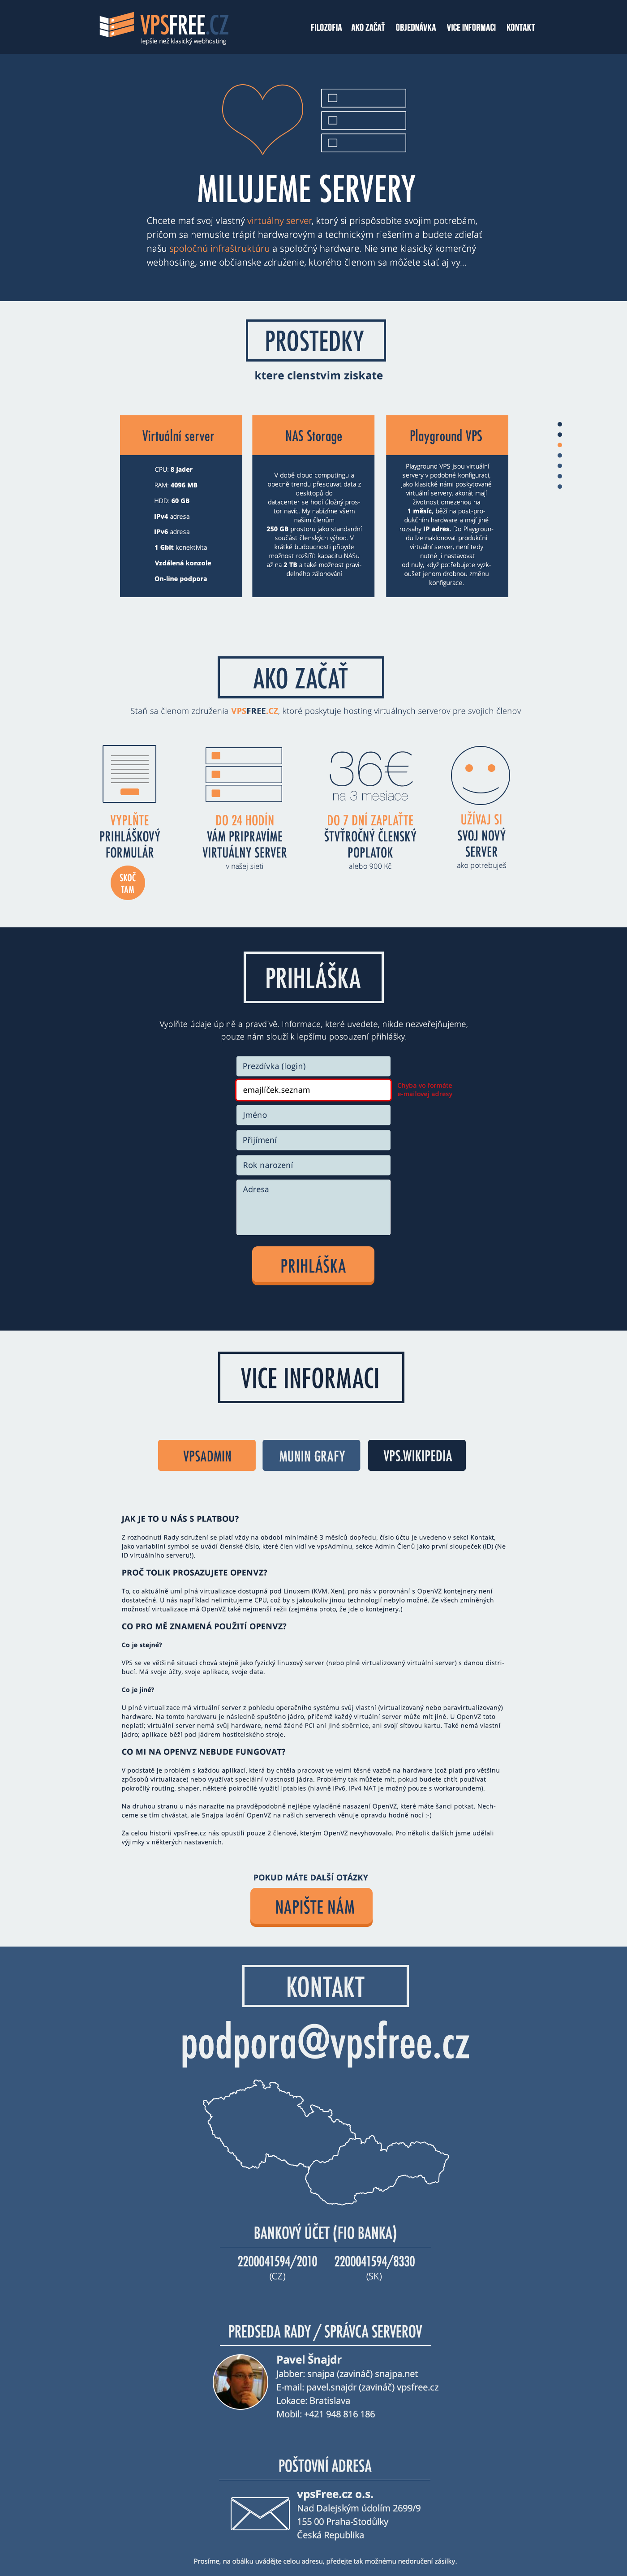 VPSFREE.CZ
lepšie než klasický webhosting
FILOZOFIA AKO ZAČAŤ OBJEDNÁVKA VICE INFORMACI KONTAKT
MILUJEME SERVERY
Chcete mať svoj vlastný virtuálny server, ktorý si prispôsobíte svojim potrebám,
pričom sa nemusíte trápiť hardwarovým a technickým riešením a budete zdieľať
našu spoločnú infraštruktúru a spoločný hardware. Nie sme klasický komerčný
webhosting, sme občianske združenie, ktorého členom sa môžete stať aj vy...
PROSTEDKY
ktere clenstvim ziskate
Virtuální server
CPU: 8 jader
RAM: 4096 MB
HDD: 60 GB
IPv4 adresa
IPv6 adresa
1 Gbit konektivita
Vzdálená konzole
On-line podpora
NAS Storage
V době cloud computingu a
obecně trendu přesouvat data z
desktopů do
datacenter se hodí úložný pros-
tor navíc. My nabízíme všem
našim členům
250 GB prostoru jako standardní
součást členských výhod. V
krátké budoucnosti přibyde
možnost rozšířit kapacitu NASu
až na 2 TB a také možnost pravi-
delného zálohování
Playground VPS
Playground VPS jsou virtuální
servery v podobné konfiguraci,
jako klasické námi poskytované
virtuální servery, akorát mají
životnost omezenou na
1 měsíc, běží na post-pro-
dukčním hardware a mají jiné
rozsahy IP adres. Do Playgroun-
du lze naklonovat produkční
virtuální server, není tedy
nutné ji nastavovat
od nuly, když potřebujete vyzk-
oušet jenom drobnou změnu
konfigurace.
AKO ZAČAŤ
Staň sa členom združenia VPSFREE.CZ, ktoré poskytuje hosting virtuálnych serverov pre svojich členov
VYPLŇTE
PRIHLÁŠKOVÝ
FORMULÁR
SKOČ
TAM
DO 24 HODÍN
VÁM PRIPRAVÍME
VIRTUÁLNY SERVER
v našej sieti
36€
na 3 mesiace
DO 7 DNÍ ZAPLAŤTE
ŠTVŤROČNÝ ČLENSKÝ
POPLATOK
alebo 900 Kč
UŽÍVAJ SI
SVOJ NOVÝ
SERVER
ako potrebuješ
PRIHLÁŠKA
Vyplňte údaje úplně a pravdivě. Informace, které uvedete, nikde nezveřejňujeme,
pouze nám slouží k lepšímu posouzení přihlášky.
Prezdívka (login)
emajlíček.seznam
Chyba vo formáte
e-mailovej adresy
Jméno
Přijímení
Rok narození
Adresa
PRIHLÁŠKA
VICE INFORMACI
VPSADMIN MUNIN GRAFY VPS.WIKIPEDIA
JAK JE TO U NÁS S PLATBOU?
Z rozhodnutí Rady sdružení se platí vždy na období minimálně 3 měsíců dopředu, číslo účtu je uvedeno v sekci Kontakt,
jako variabilní symbol se uvádí členské číslo, které člen vidí ve vpsAdminu, sekce Admin Členů jako první sloupeček (ID) (Ne
ID virtuálního serveru!).
PROČ TOLIK PROSAZUJETE OPENVZ?
To, co aktuálně umí plná virtualizace dostupná pod Linuxem (KVM, Xen), pro nás v porovnání s OpenVZ kontejnery není
dostatečné. U nás například nelimitujeme CPU, což by s jakoukoliv jinou technologií nebylo možné. Ze všech zmíněných
možností virtualizace má OpenVZ také nejmenší režii (zejména proto, že jde o kontejnery.)
CO PRO MĚ ZNAMENÁ POUŽITÍ OPENVZ?
Co je stejné?
VPS se ve většině situací chová stejně jako fyzický linuxový server (nebo plně virtualizovaný virtuální server) s danou distri-
bucí. Má svoje účty, svoje aplikace, svoje data.
Co je jiné?
U plné virtualizace má virtuální server z pohledu operačního systému svůj vlastní (virtualizovaný nebo paravirtualizovaný)
hardware. Na tomto hardwaru je následně spuštěno jádro, přičemž každý virtuální server může mít jiné. U OpenVZ toto
neplatí; virtuální server nemá svůj hardware, nemá žádné PCI ani jiné sběrnice, ani svojí síťovou kartu. Také nemá vlastní
jádro; aplikace běží pod jádrem hostitelského stroje.
CO MI NA OPENVZ NEBUDE FUNGOVAT?
V podstatě je problém s každou aplikací, která by chtěla pracovat ve velmi těsné vazbě na hardware (což platí pro většinu
způsobů virtualizace) nebo využívat speciální vlastnosti jádra. Problémy tak můžete mít, pokud budete chtít používat
pokročilý routing, shaper, některé pokročilé využití iptables (hlavně IPv6, IPv4 NAT je možný pouze s workaroundem).
Na druhou stranu u nás narazíte na pravděpodobně nejlépe vyladěné nasazení OpenVZ, které máte šanci potkat. Nech-
ceme se tím chvástat, ale Snajpa ladění OpenVZ na našich serverech věnuje opravdu hodně nocí :-)
Za celou historii vpsFree.cz nás opustili pouze 2 členové, kterým OpenVZ nevyhovovalo. Pro několik dalších jsme udělali
výjimky v některých nastaveních.
POKUD MÁTE DALŠÍ OTÁZKY
NAPIŠTE NÁM
KONTAKT
podpora@vpsfree.cz
BANKOVÝ ÚČET (FIO BANKA)
2200041594/2010 2200041594/8330
(CZ) (SK)
PREDSEDA RADY / SPRÁVCA SERVEROV
Pavel Šnajdr
Jabber: snajpa (zavináč) snajpa.net
E-mail: pavel.snajdr (zavináč) vpsfree.cz
Lokace: Bratislava
Mobil: +421 948 816 186
POŠTOVNÍ ADRESA
vpsFree.cz o.s.
Nad Dalejským údolím 2699/9
155 00 Praha-Stodůlky
Česká Republika
Prosíme, na obálku uvádějte celou adresu, předejte tak možnému nedoručení zásilky.